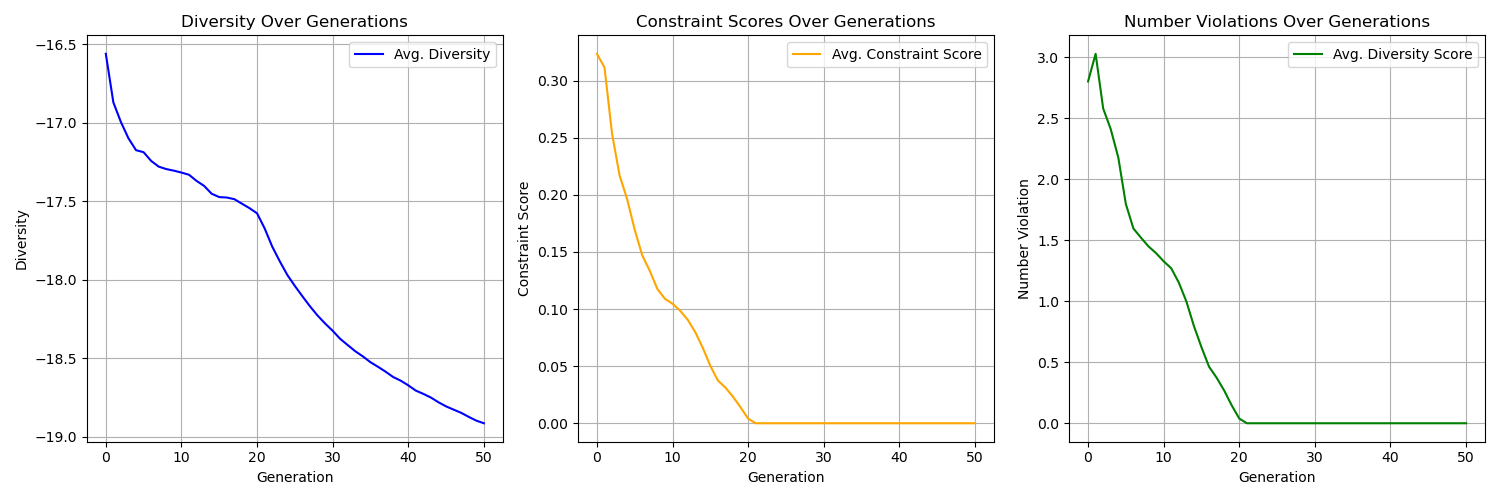 Diversity Over Generations
Avg. Diversity
−16.5
−17.0
−17.5
−18.0
−18.5
−19.0
Diversity
0 10 20 30 40 50
Generation
Constraint Scores Over Generations
Avg. Constraint Score
0.30
0.25
0.20
0.15
0.10
0.05
0.00
Constraint Score
0 10 20 30 40 50
Generation
Number Violations Over Generations
Avg. Diversity Score
3.0
2.5
2.0
1.5
1.0
0.5
0.0
Number Violation
0 10 20 30 40 50
Generation